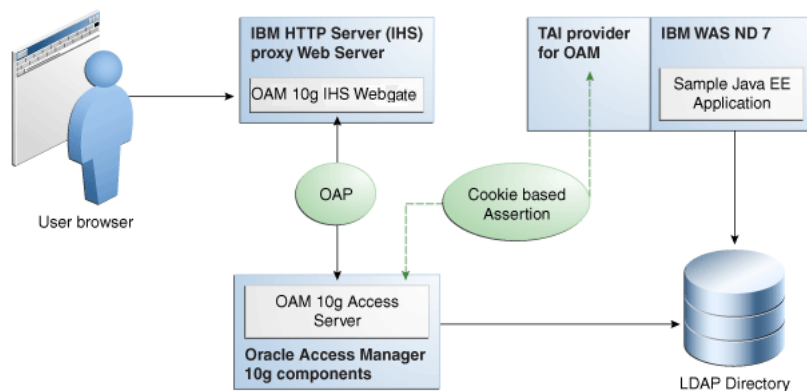 IBM HTTP Server (IHS)
proxy Web Server
OAM 10g IHS Webgate
TAI provider
for OAM
IBM WAS ND 7
Sample Java EE
Application
User browser
OAP
Cookie based
Assertion
OAM 10g Access
Server
Oracle Access Manager
10g components
LDAP Directory